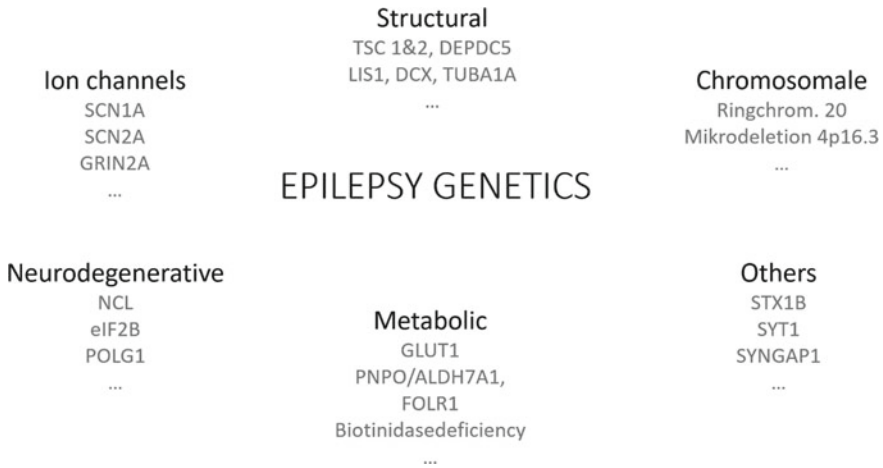 Structural
TSC 1&2, DEPDC5
LIS1, DCX, TUBA1A
...
Ion channels
SCN1A
SCN2A
GRIN2A
...
Chromosomale
Ringchrom. 20
Mikrodeletion 4p16.3
...
EPILEPSY GENETICS
Neurodegenerative
NCL
eIF2B
POLG1
...
Metabolic
GLUT1
PNPO/ALDH7A1,
FOLR1
Biotinidasedeficiency
...
Others
STX1B
SYT1
SYNGAP1
...